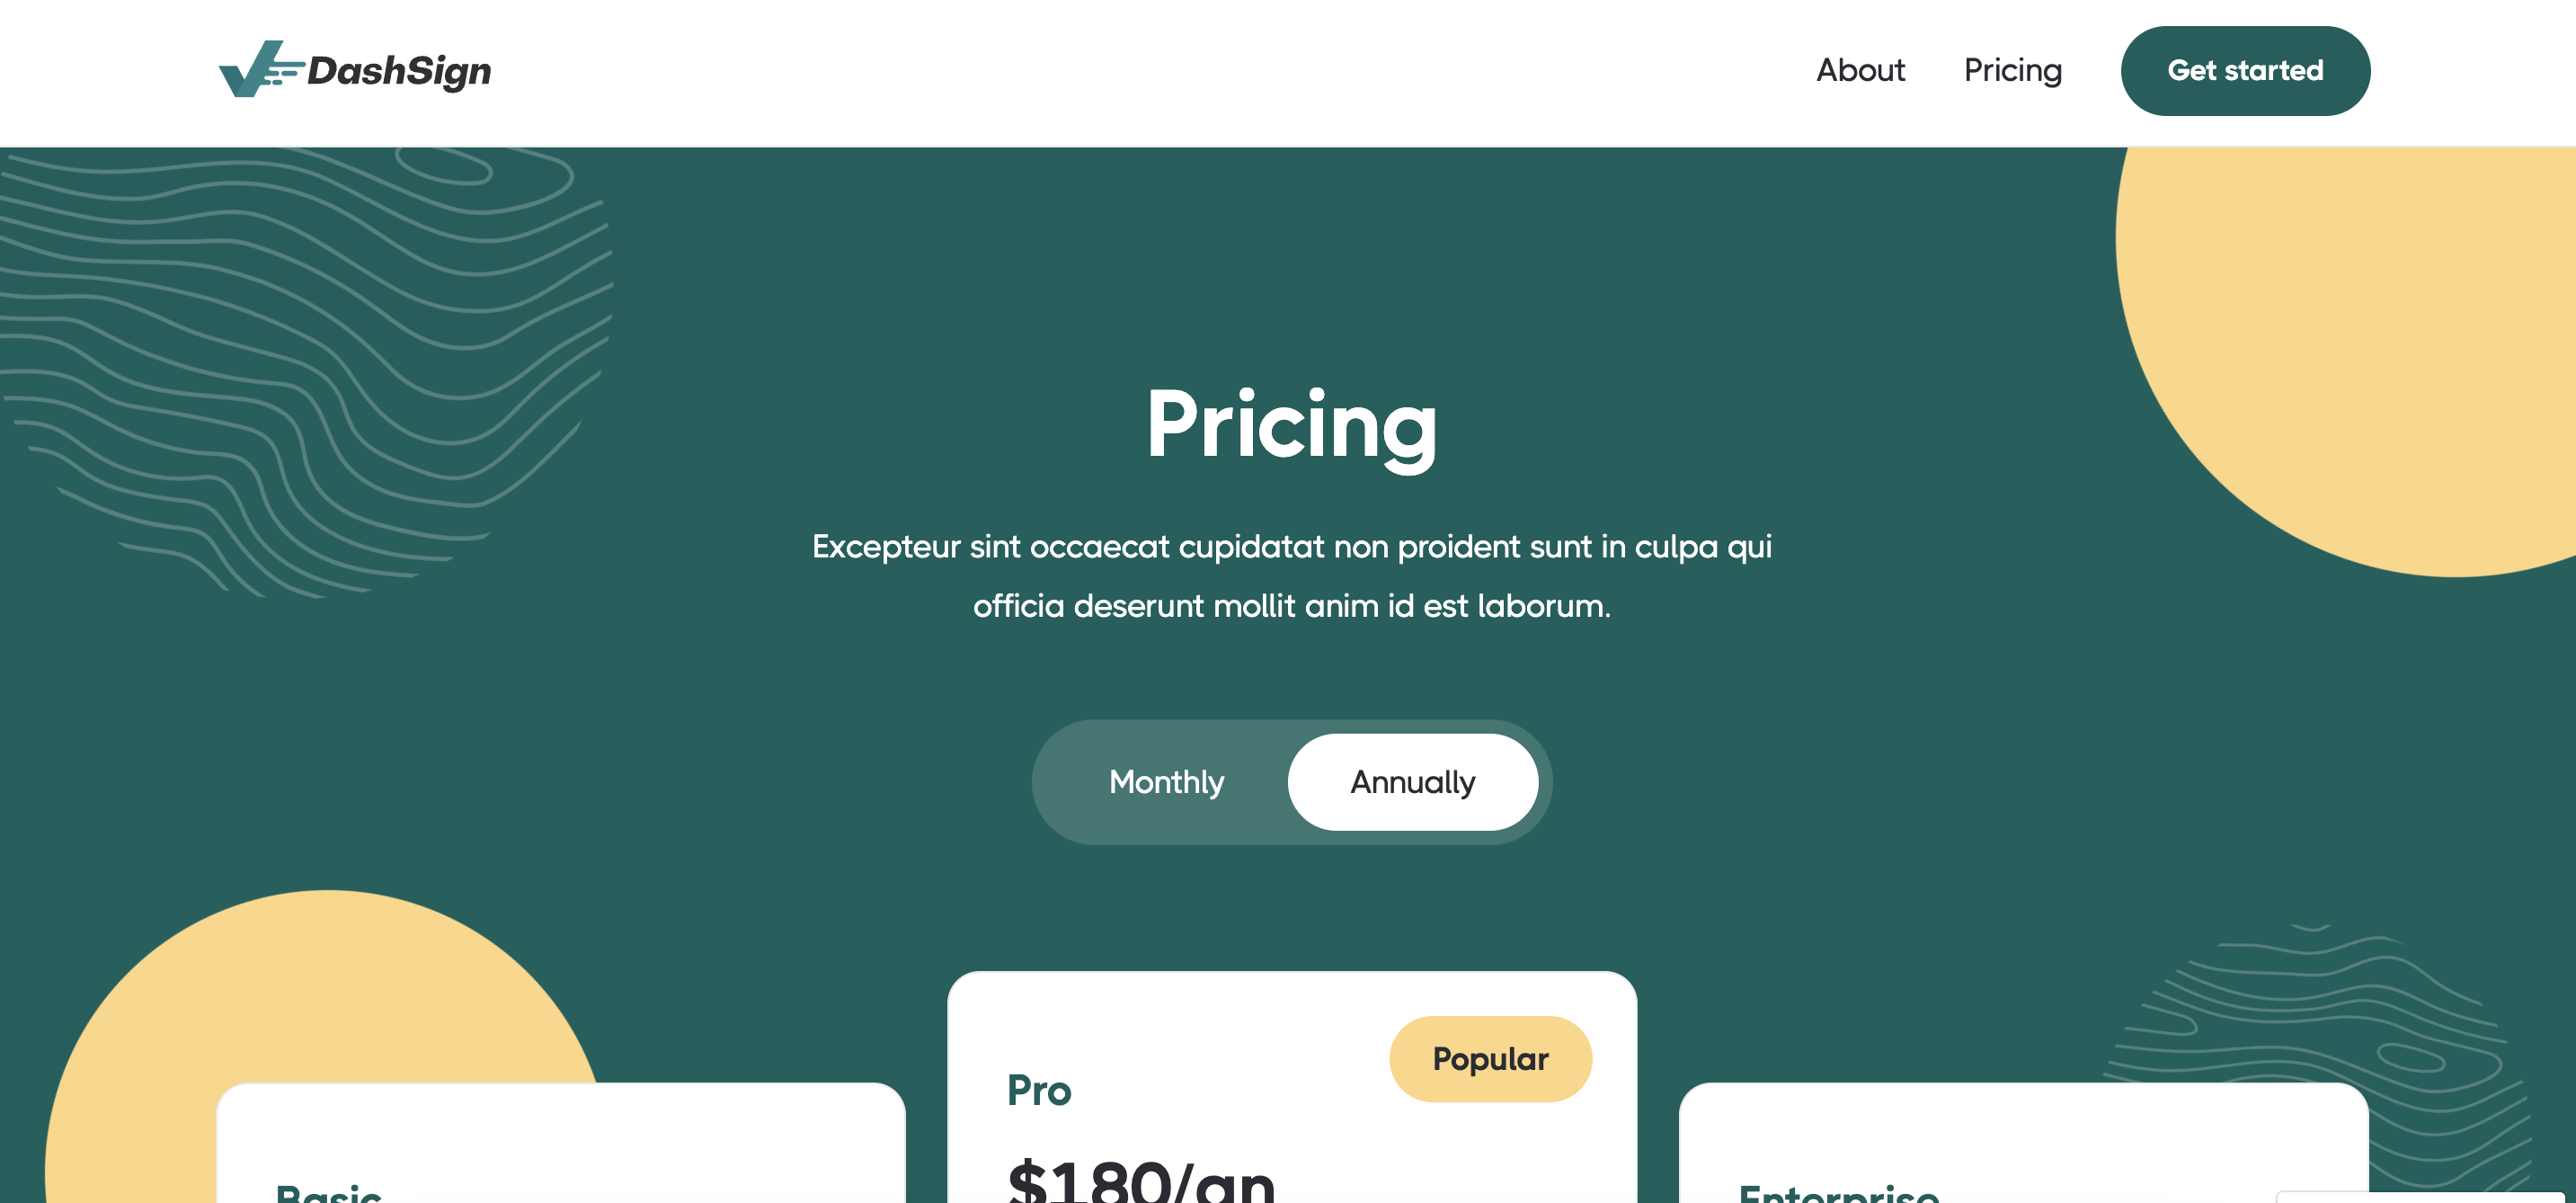 DashSign
About
Pricing
Get started
Pricing
Excepteur sint occaecat cupidatat non proident sunt in culpa qui
officia deserunt mollit anim id est laborum.
Monthly
Annually
Popular
Pro
$180/an
Basic
Enterprise